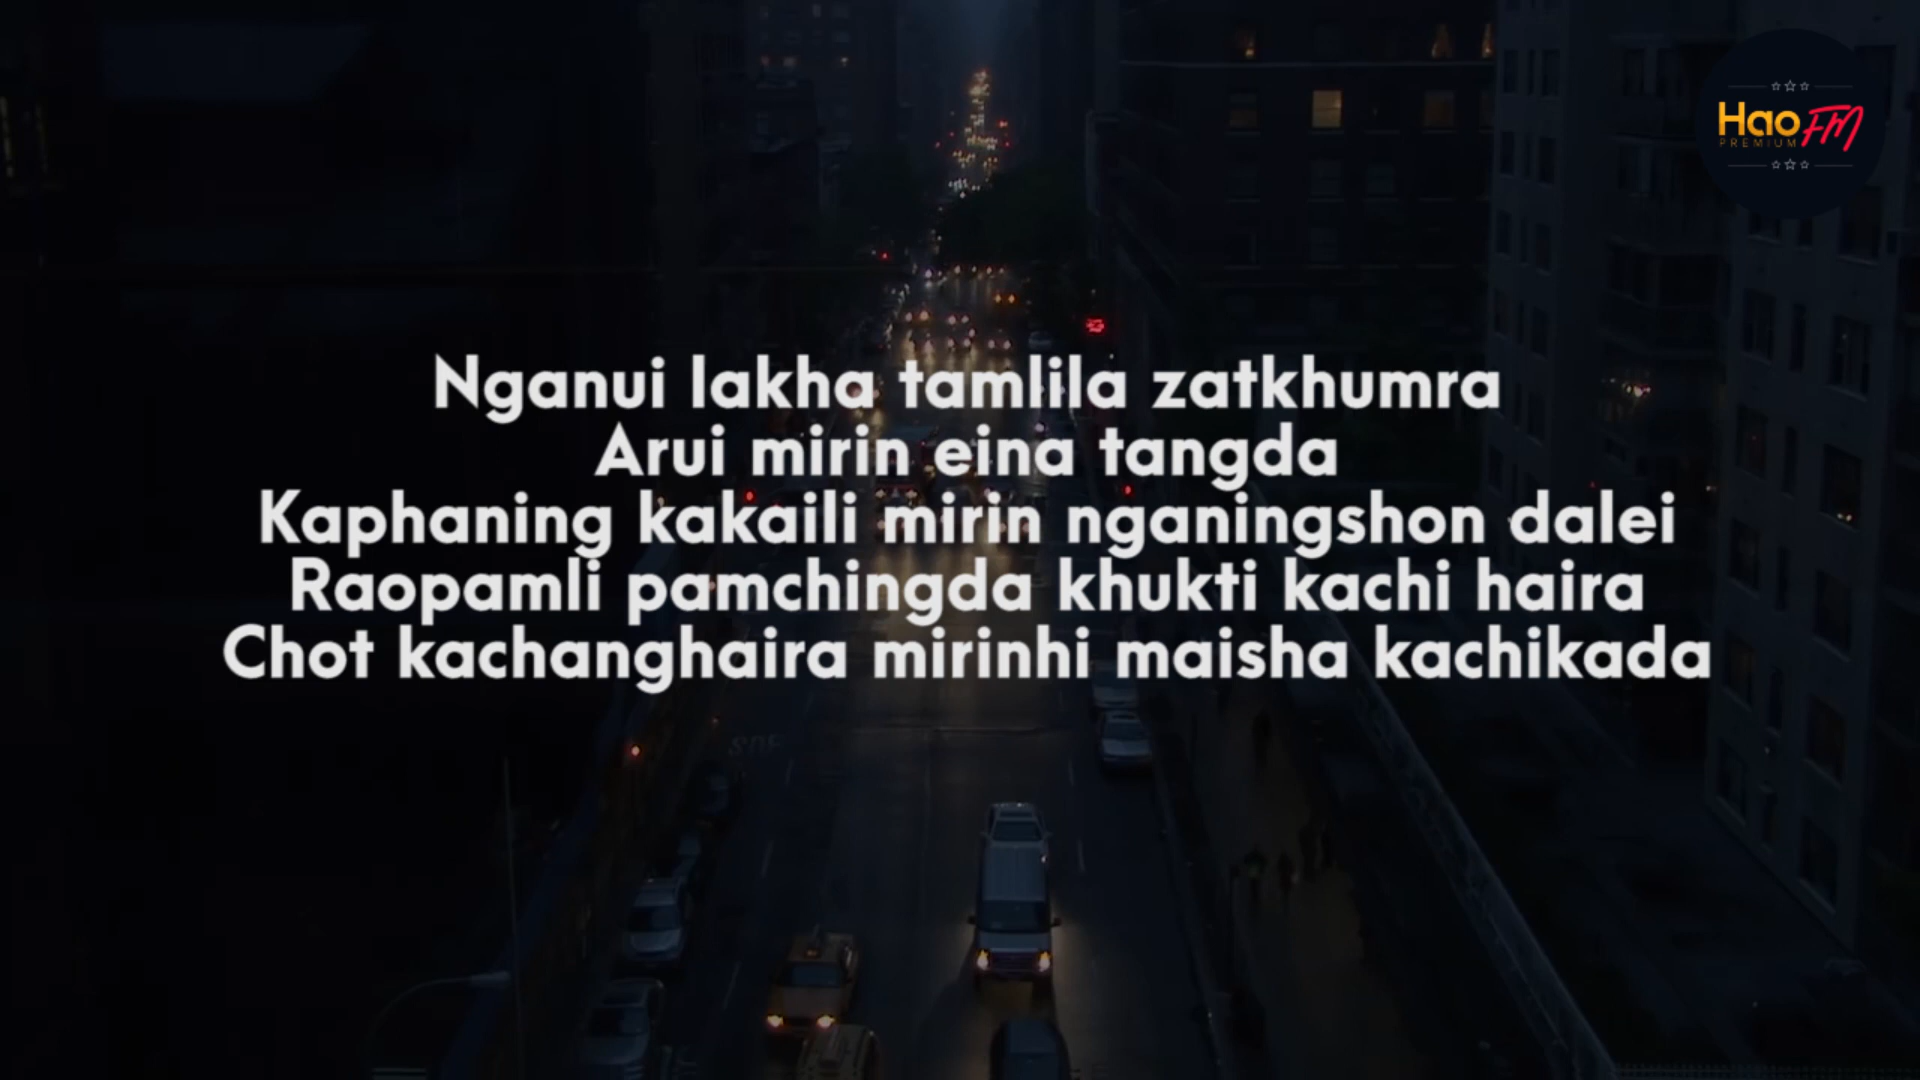 Hao FM
PREMIUM
Nganui lakha tamlila zatkhumra
Arui mirin eina tangda
Kaphaning kakaili mirin nganingshon dalei
Raopamli pamchingda khukti kachi haira
Chot kachanghaira mirinhi maisha kachikada